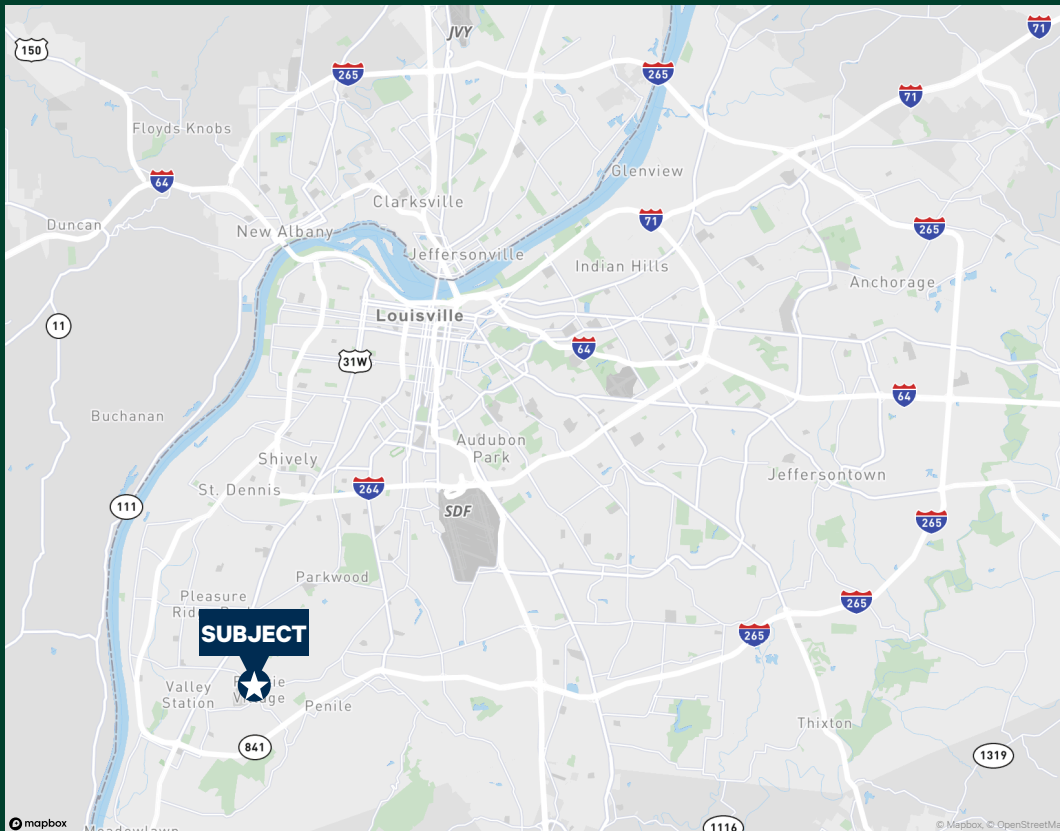 JVY
71
150
265
265
71
Floyds Knobs
Glenview
64
Clarksville
71
Duncan
New Albany
265
Jeffersonville
Indian Hills
Anchorage
Louisville
11
64
31W
64
Buchanan
Audubon
Park
Shively
Jeffersontown
St. Dennis
264
111
SDF
265
Parkwood
Pleasure
265
SUBJECT
265
Valley
Station
Penile
Thixton
841
1319
mapbox
1116
© Mapbox, © OpenStreetMa